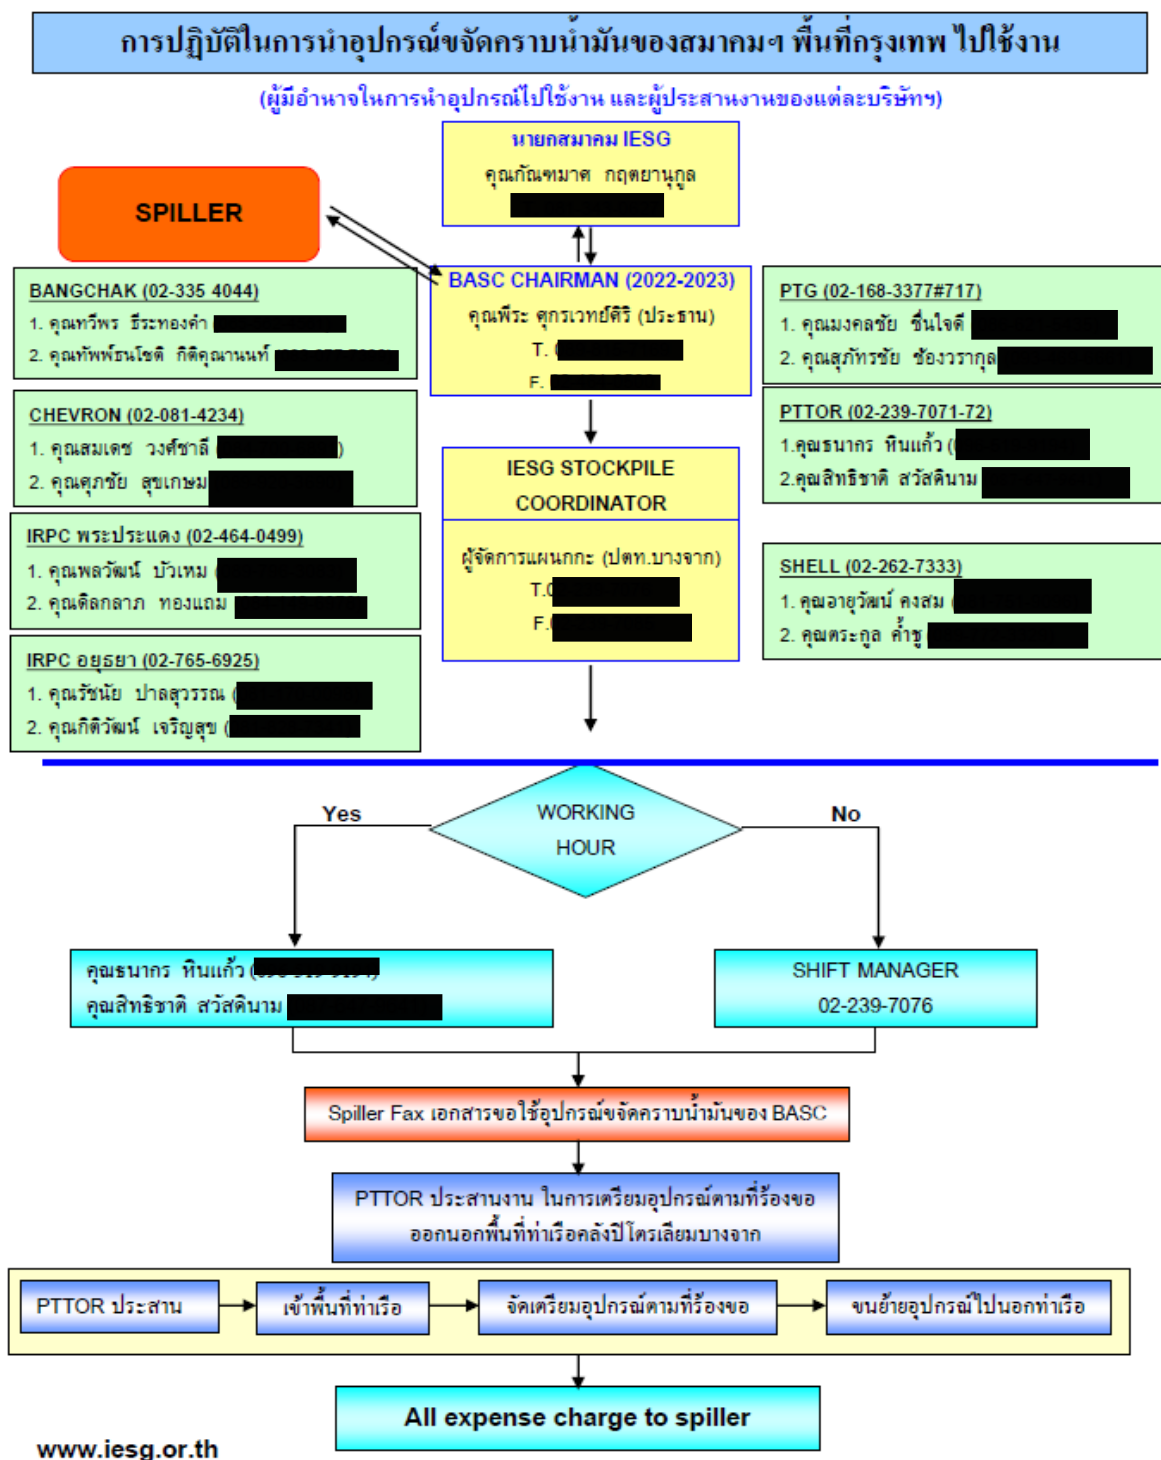 การปฏิบัติในการนำอุปกรณ์ขจัดคราบน้ำมันของสมาคมฯ พื้นที่กรุงเทพ ไปใช้งาน
(ผู้มีอำนาจในการนำอุปกรณ์ไปใช้งาน และผู้ประสานงานของแต่ละบริษัทฯ)
นายกสมาคม IESG
คุณกัณฑมาศ กฤตยานุกูล
SPILLER
BASC CHAIRMAN (2022-2023)
คุณพีระ ศุกรเวทย์ศิริ (ประธาน)
T.
F.
BANGCHAK (02-335 4044)
1. คุณทวีพร ธีระทองคำ
2. คุณทัพพ์ธนโชติ กิติคุณานนท์
CHEVRON (02-081-4234)
1. คุณสมเดช วงศ์ชาลี ( )
2. คุณศุภชัย สุขเกษม
IRPC พระประแดง (02-464-0499)
1. คุณพลวัฒน์ บัวเหม (
2. คุณดิลกลาภ ทองแถม
IRPC อยุธยา (02-765-6925)
1. คุณรัชนัย ปาลสุวรรณ (
2. คุณกิติวัฒน์ เจริญสุข (
PTG (02-168-3377#717)
1. คุณมงคลชัย ชื่นใจดี
2. คุณสุภัทรชัย ช้องวรากุล
PTTOR (02-239-7071-72)
1.คุณธนากร หินแก้ว (
2.คุณสิทธิชาติ สวัสดินาม
SHELL (02-262-7333)
1. คุณอายุวัฒน์ คงสม (
2. คุณตระกูล ค้ำชู
IESG STOCKPILE
COORDINATOR
ผู้จัดการแผนกกะ (ปตท.บางจาก)
T.
F.
WORKING
HOUR
Yes
No
คุณธนากร หินแก้ว (
คุณสิทธิชาติ สวัสดินาม
SHIFT MANAGER
02-239-7076
Spiller Fax เอกสารขอใช้อุปกรณ์ขจัดคราบน้ำมันของ BASC
PTTOR ประสานงาน ในการเตรียมอุปกรณ์ตามที่ร้องขอ
ออกนอกพื้นที่ท่าเรือคลังปิโตรเลียมบางจาก
PTTOR ประสาน
เข้าพื้นที่ท่าเรือ
จัดเตรียมอุปกรณ์ตามที่ร้องขอ
ขนย้ายอุปกรณ์ไปนอกท่าเรือ
All expense charge to spiller
www.iesg.or.th